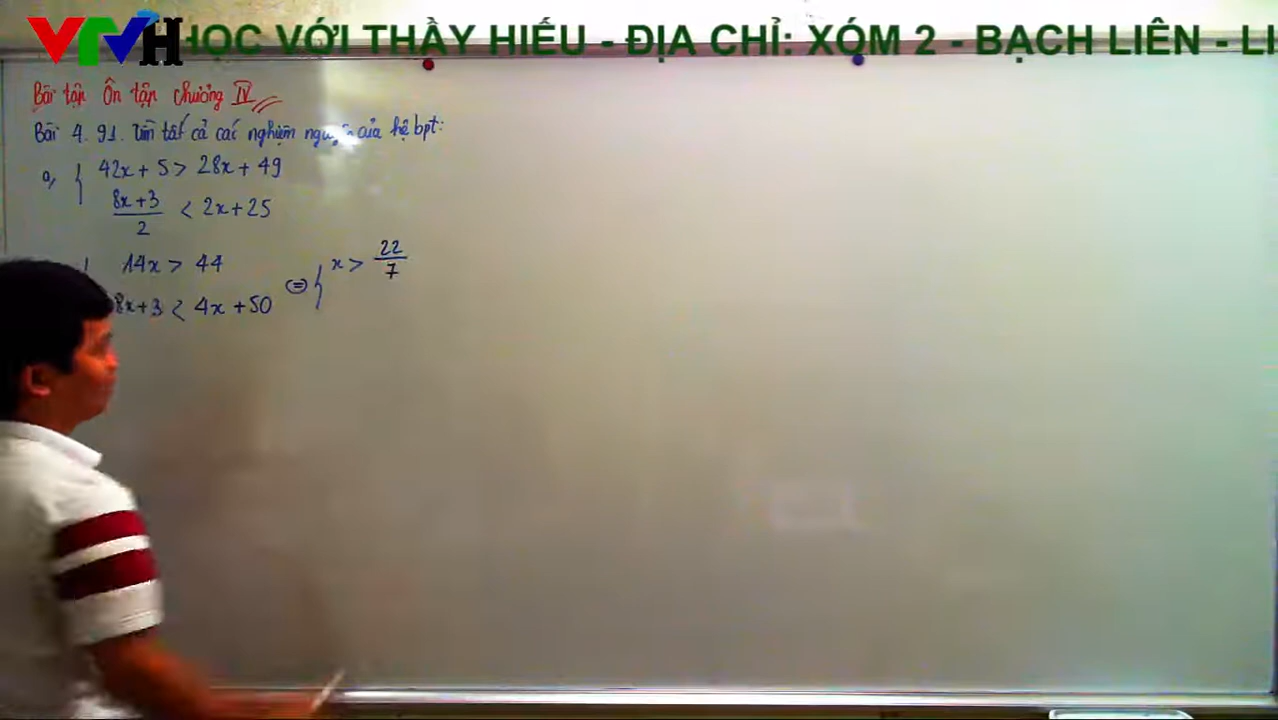 VTVH
HỌC VỚI THẦY HIẾU - ĐỊA CHỈ: XÓM 2 - BẠCH LIÊN - LI
Bài tập Ôn tập chương IV
Bài 4.91. Tìm tất cả các nghiệm nguyên của hệ bpt:
a, { 42x + 5 > 28x + 49
(8x + 3)/2 < 2x + 25
{ 14x > 44
8x + 3 < 4x + 50
⇔ { x > 22/7